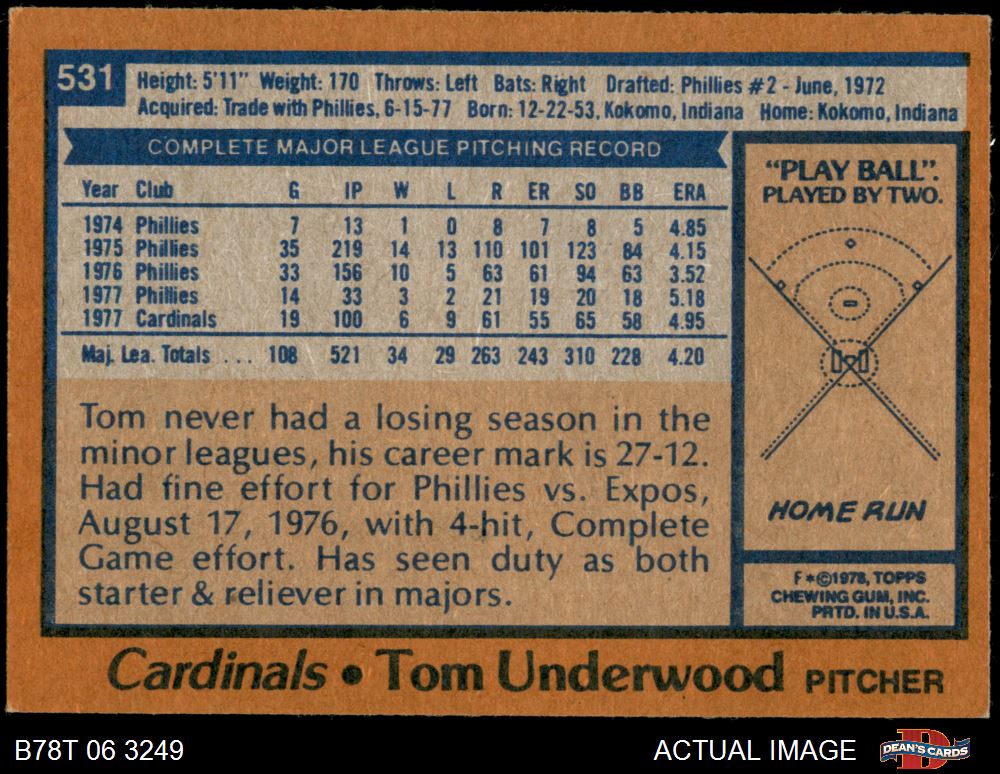 531
Height: 5'11" Weight: 170 Throws: Left Bats: Right Drafted: Phillies #2 - June, 1972
Acquired: Trade with Phillies, 6-15-77 Born: 12-22-53, Kokomo, Indiana Home: Kokomo, Indiana
COMPLETE MAJOR LEAGUE PITCHING RECORD
Year Club G IP W L R ER SO BB ERA
1974 Phillies 7 13 1 0 8 7 8 5 4.85
1975 Phillies 35 219 14 13 110 101 123 84 4.15
1976 Phillies 33 156 10 5 63 61 94 63 3.52
1977 Phillies 14 33 3 2 21 19 20 18 5.18
1977 Cardinals 19 100 6 9 61 55 65 58 4.95
Maj. Lea. Totals ... 108 521 34 29 263 243 310 228 4.20
Tom never had a losing season in the
minor leagues, his career mark is 27-12.
Had fine effort for Phillies vs. Expos,
August 17, 1976, with 4-hit, Complete
Game effort. Has seen duty as both
starter & reliever in majors.
"PLAY BALL".
PLAYED BY TWO.
HOME RUN
F*©1978, TOPPS
CHEWING GUM, INC.
PRTD. IN U.S.A.
Cardinals • Tom Underwood PITCHER
B78T 06 3249
ACTUAL IMAGE
DEAN'S CARDS